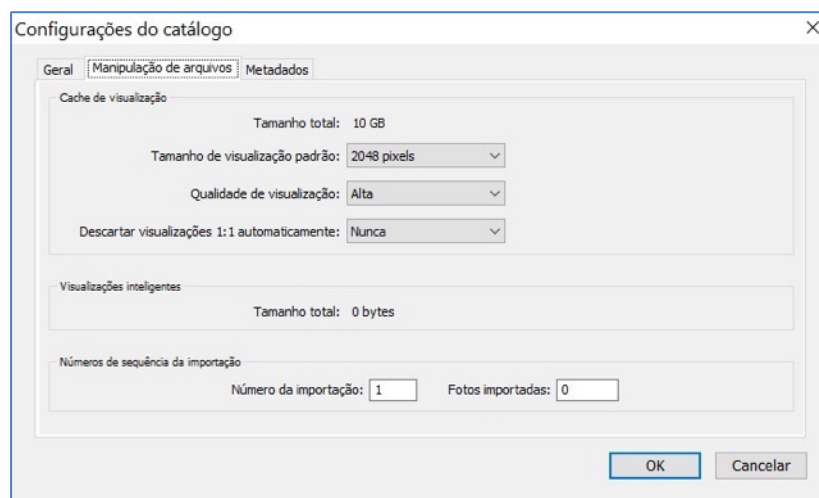 Configurações do catálogo
Geral Manipulação de arquivos Metadados
Cache de visualização
Tamanho total: 10 GB
Tamanho de visualização padrão: 2048 pixels
Qualidade de visualização: Alta
Descartar visualizações 1:1 automaticamente: Nunca
Visualizações inteligentes
Tamanho total: 0 bytes
Números de sequência da importação
Número da importação: 1 Fotos importadas: 0
OK Cancelar